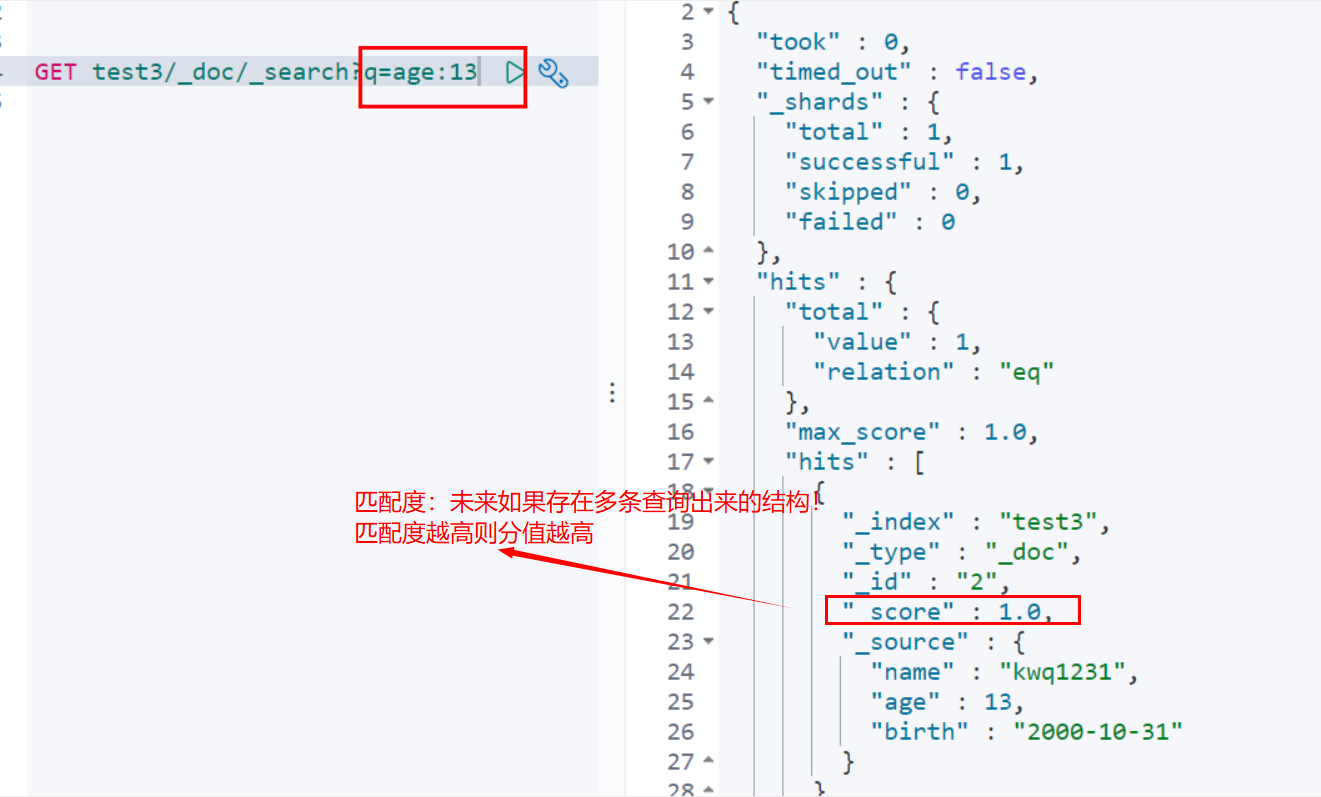 GET test3/_doc/_search?q=age:13
2 {
3 "took" : 0,
4 "timed_out" : false,
5 "_shards" : {
6 "total" : 1,
7 "successful" : 1,
8 "skipped" : 0,
9 "failed" : 0
10 },
11 "hits" : {
12 "total" : {
13 "value" : 1,
14 "relation" : "eq"
15 },
16 "max_score" : 1.0,
17 "hits" : [
18 {
匹配度：未来如果存在多条查询出来的结构！
匹配度越高则分值越高
19 "_index" : "test3",
20 "_type" : "_doc",
21 "_id" : "2",
22 "_score" : 1.0,
23 "_source" : {
24 "name" : "kwq1231",
25 "age" : 13,
26 "birth" : "2000-10-31"
27 }
28 }